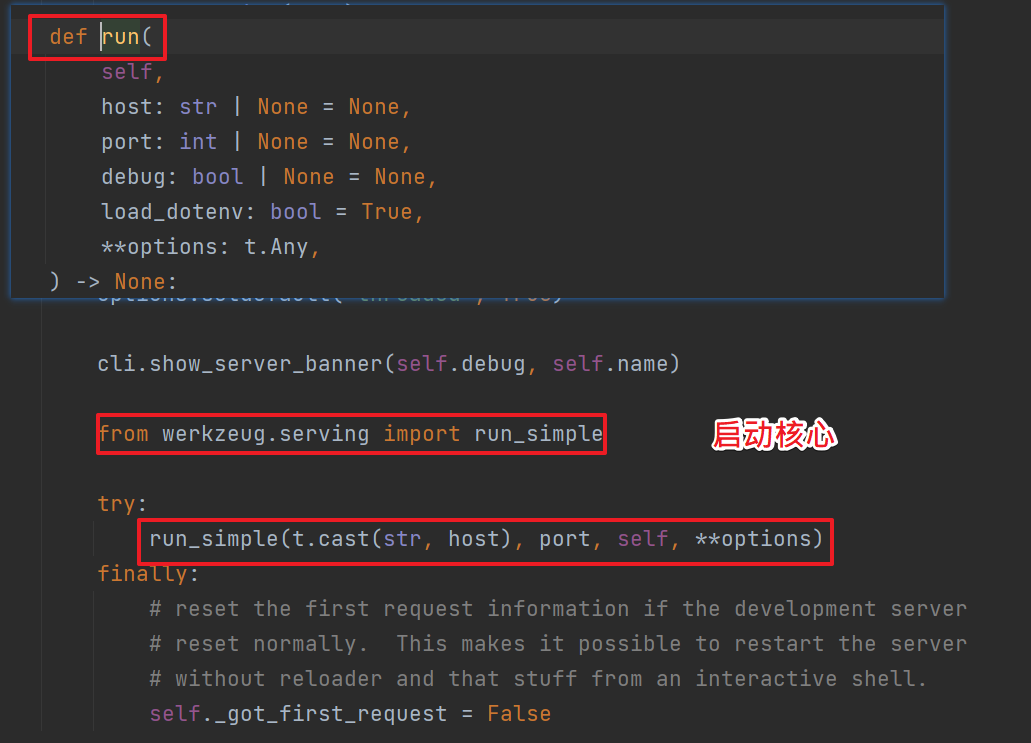 def run(
self,
host: str | None = None,
port: int | None = None,
debug: bool | None = None,
load_dotenv: bool = True,
**options: t.Any,
) -> None:
cli.show_server_banner(self.debug, self.name)
from werkzeug.serving import run_simple
启动核心
try:
run_simple(t.cast(str, host), port, self, **options)
finally:
# reset the first request information if the development server
# reset normally.  This makes it possible to restart the server
# without reloader and that stuff from an interactive shell.
self._got_first_request = False